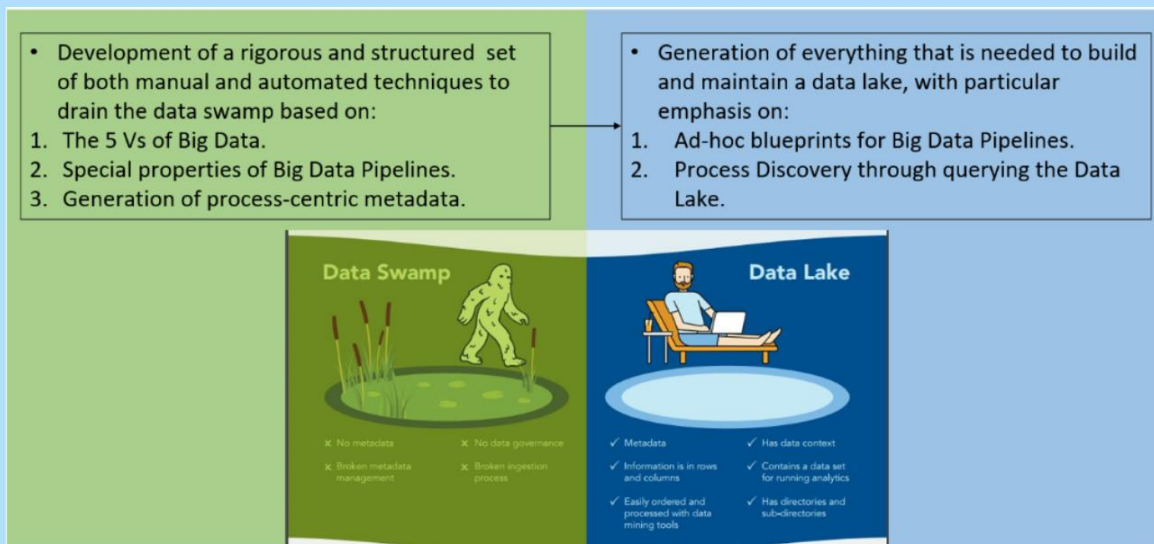 • Development of a rigorous and structured set
of both manual and automated techniques to
drain the data swamp based on:
1. The 5 Vs of Big Data.
2. Special properties of Big Data Pipelines.
3. Generation of process-centric metadata.
• Generation of everything that is needed to build
and maintain a data lake, with particular
emphasis on:
1. Ad-hoc blueprints for Big Data Pipelines.
2. Process Discovery through querying the Data
Lake.
Data Swamp
✗ No metadata
✗ Broken metadata
management
✗ No data governance
✗ Broken ingestion
process
Data Lake
✓ Metadata
✓ Information is in rows
and columns
✓ Easily ordered and
processed with data
mining tools
✓ Has data context
✓ Contains a data set
for running analytics
✓ Has directories and
sub-directories